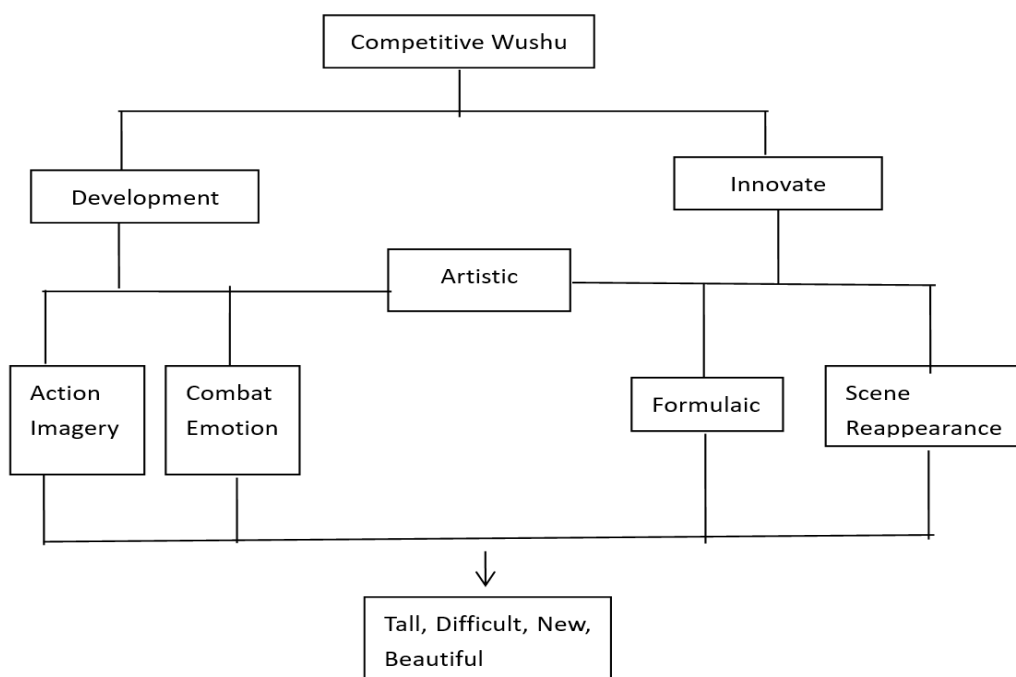 Competitive Wushu
Development
Innovate
Artistic
Action
Imagery
Combat
Emotion
Formulaic
Scene
Reappearance
Tall, Difficult, New,
Beautiful